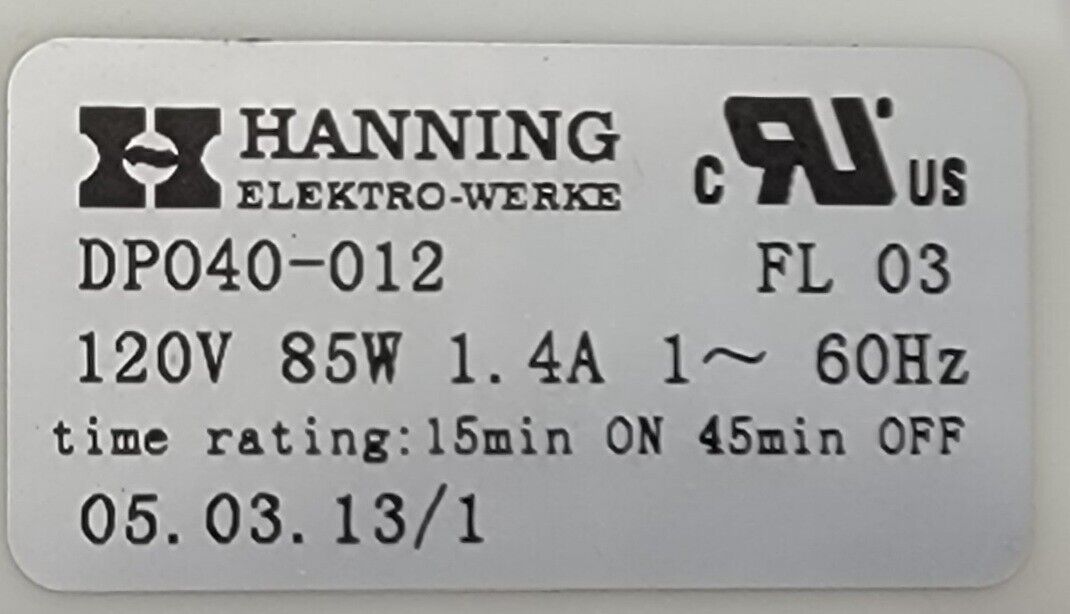 HANNING
ELEKTRO-WERKE
C RU US
DP040-012 FL 03
120V 85W 1.4A 1~ 60Hz
time rating:15min ON 45min OFF
05.03.13/1